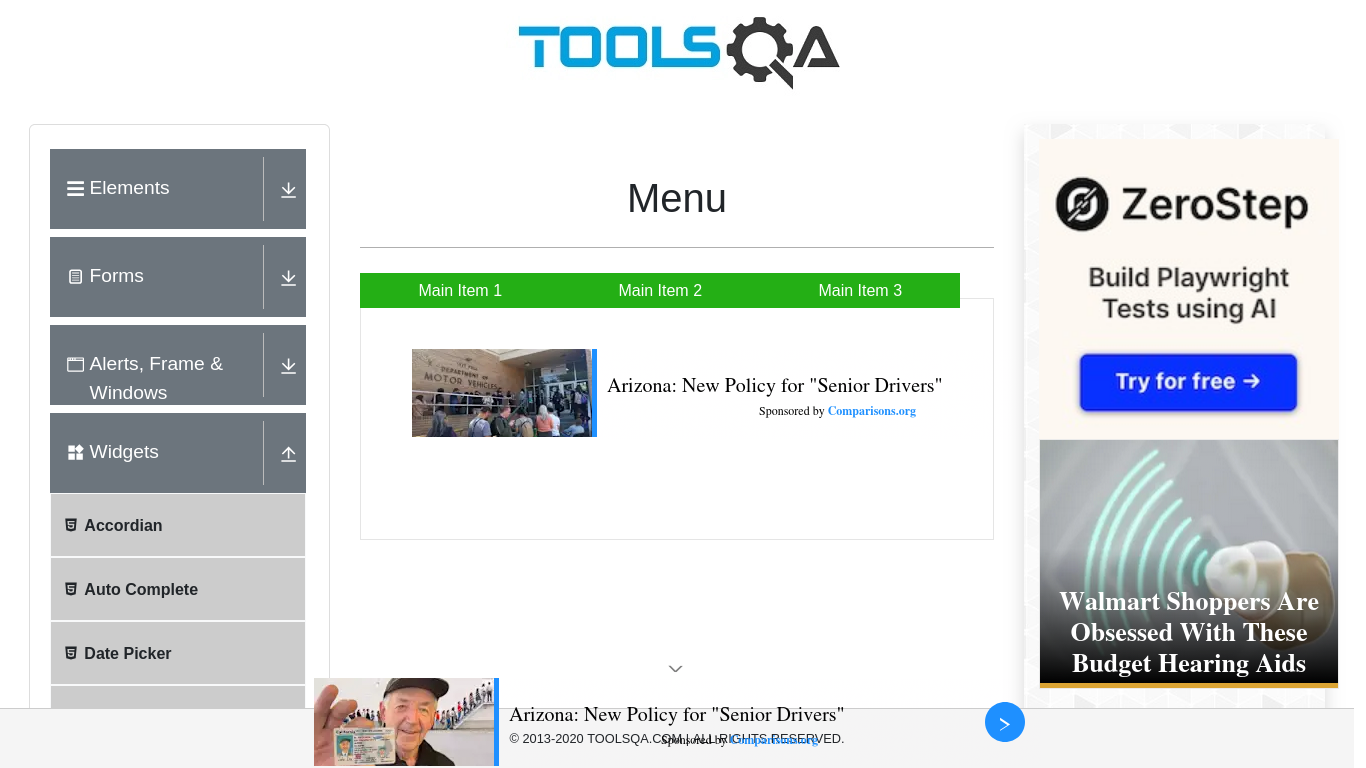 TOOLSQA
Elements
Forms
Alerts, Frame &
Windows
Widgets
Accordian
Auto Complete
Date Picker
Menu
Main Item 1
Main Item 2
Main Item 3
DEPARTMENT OF
MOTOR VEHICLES
Arizona: New Policy for "Senior Drivers"
Sponsored by Comparisons.org
ZeroStep
Build Playwright
Tests using AI
Try for free →
Walmart Shoppers Are
Obsessed With These
Budget Hearing Aids
Arizona: New Policy for "Senior Drivers"
© 2013-2020 TOOLSQA.COM | ALL RIGHTS RESERVED.
Sponsored by Comparisons.org